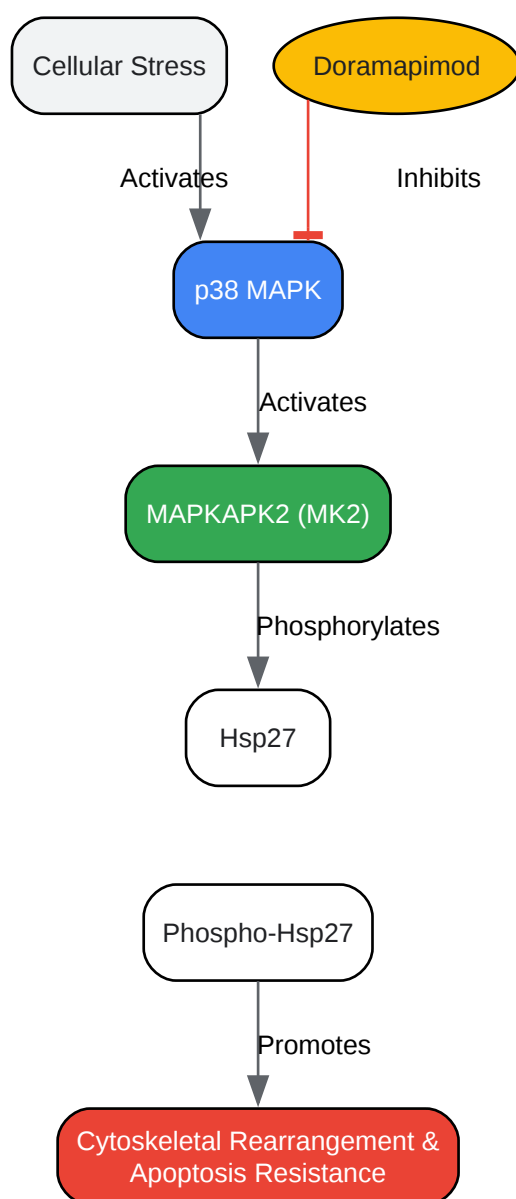 Cellular Stress
Doramapimod
Activates
Inhibits
p38 MAPK
Activates
MAPKAPK2 (MK2)
Phosphorylates
Hsp27
Phospho-Hsp27
Promotes
Cytoskeletal Rearrangement &
Apoptosis Resistance